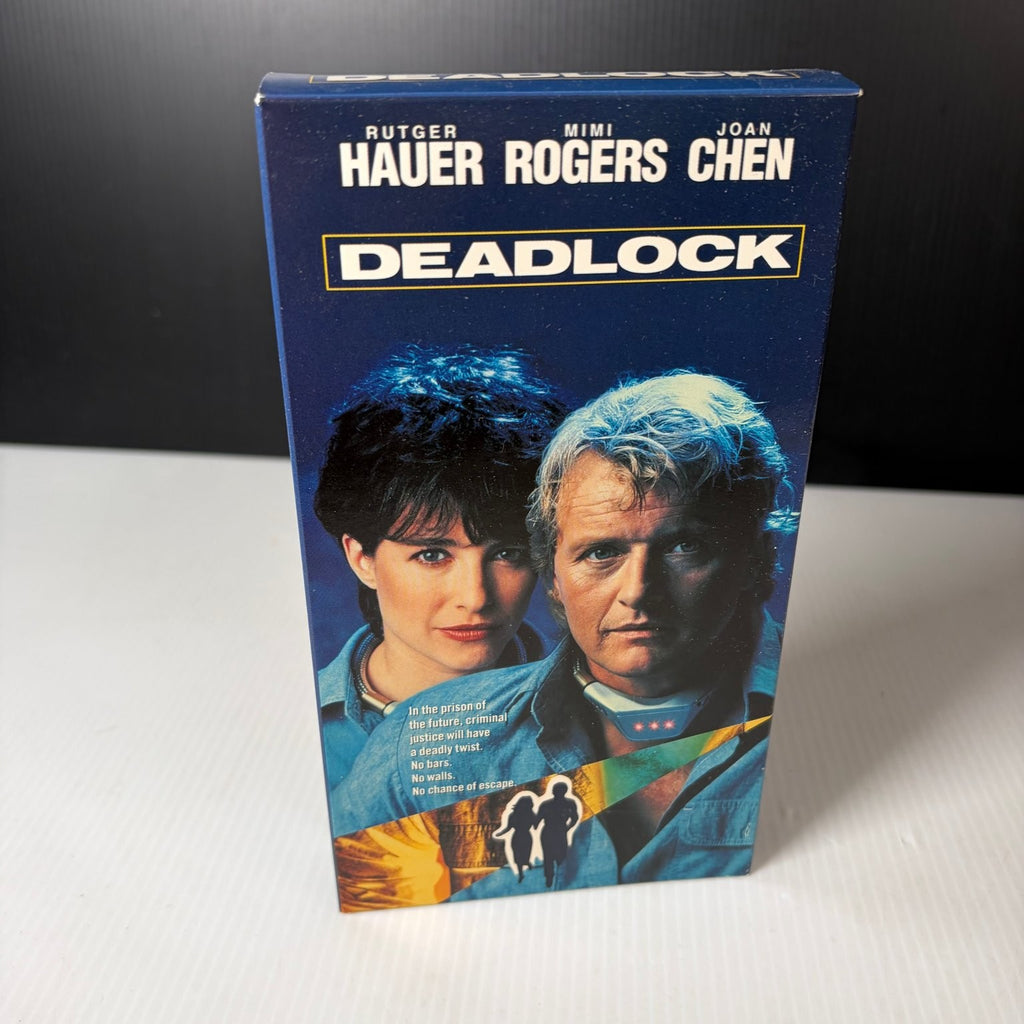 DEADLOCK
RUTGER MIMI JOAN
HAUER ROGERS CHEN
DEADLOCK
In the prison of
the future, criminal
justice will have
a deadly twist.
No bars.
No walls.
No chance of escape.